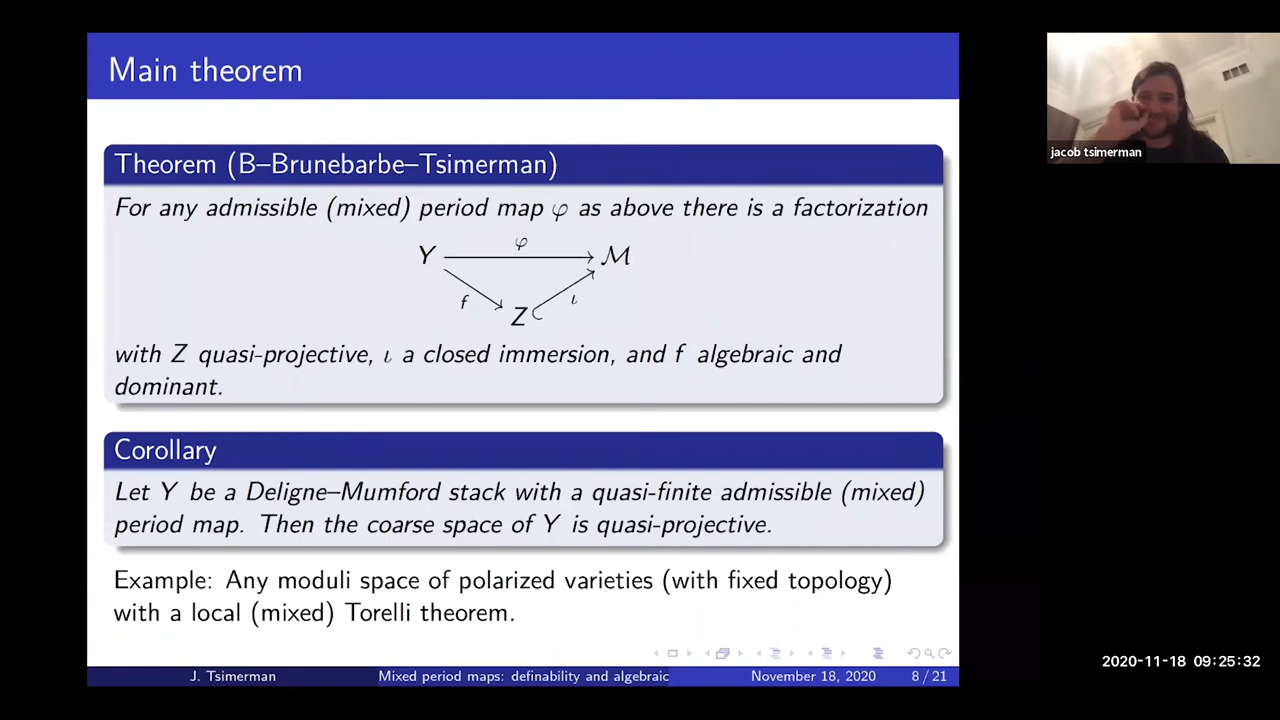 Main theorem
jacob tsimerman
Theorem (B–Brunebarbe–Tsimerman)
For any admissible (mixed) period map φ as above there is a factorization
φ
Y
ℳ
f
ι
Z
with Z quasi-projective, ι a closed immersion, and f algebraic and
dominant.
Corollary
Let Y be a Deligne–Mumford stack with a quasi-finite admissible (mixed)
period map. Then the coarse space of Y is quasi-projective.
Example: Any moduli space of polarized varieties (with fixed topology)
with a local (mixed) Torelli theorem.
2020-11-18 09:25:32
J. Tsimerman
Mixed period maps: definability and algebraic
November 18, 2020
8 / 21